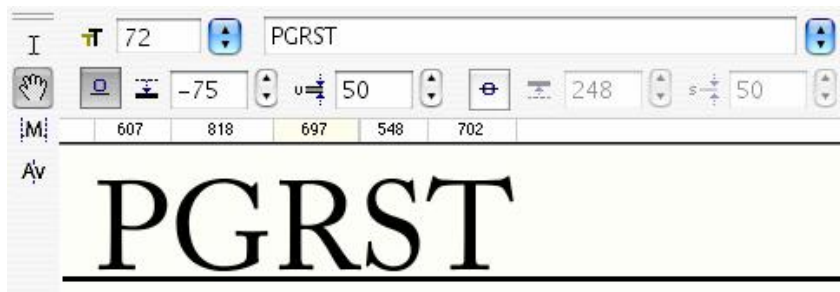 72 PGRST
-75 U 50 248 S 50
M 607 818 697 548 702
AV
PGRST